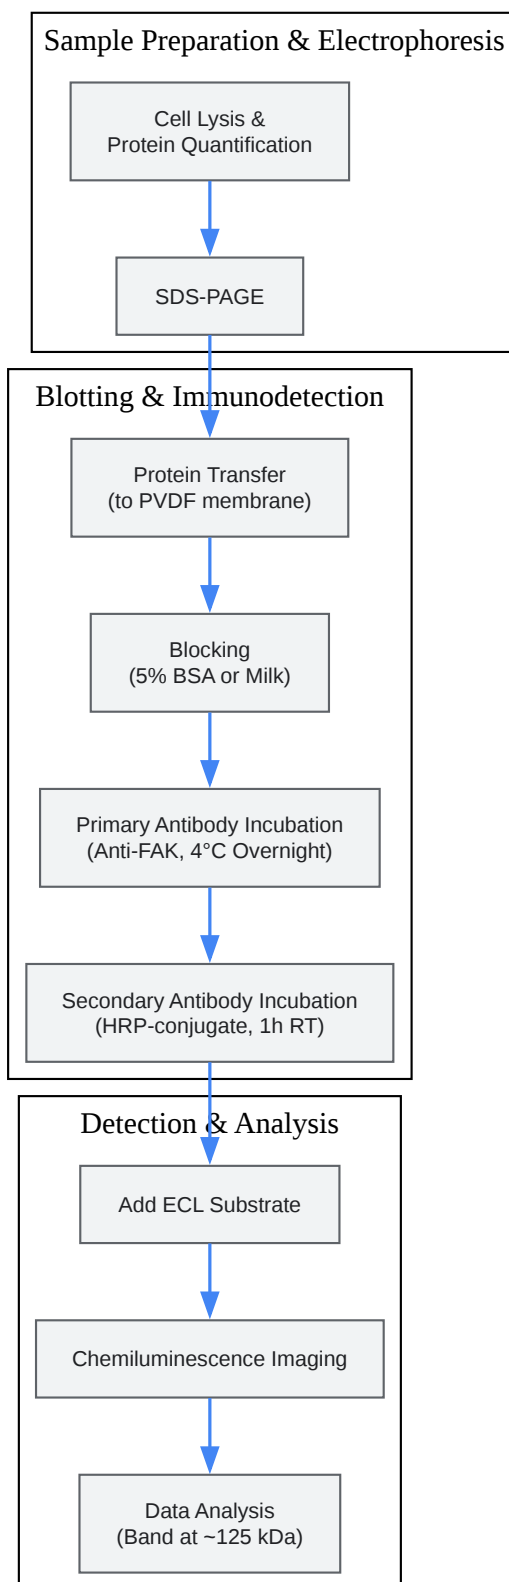 Sample Preparation & Electrophoresis
Cell Lysis &
Protein Quantification
SDS-PAGE
Blotting & Immunodetection
Protein Transfer
(to PVDF membrane)
Blocking
(5% BSA or Milk)
Primary Antibody Incubation
(Anti-FAK, 4°C Overnight)
Secondary Antibody Incubation
(HRP-conjugate, 1h RT)
Detection & Analysis
Add ECL Substrate
Chemiluminescence Imaging
Data Analysis
(Band at ~125 kDa)